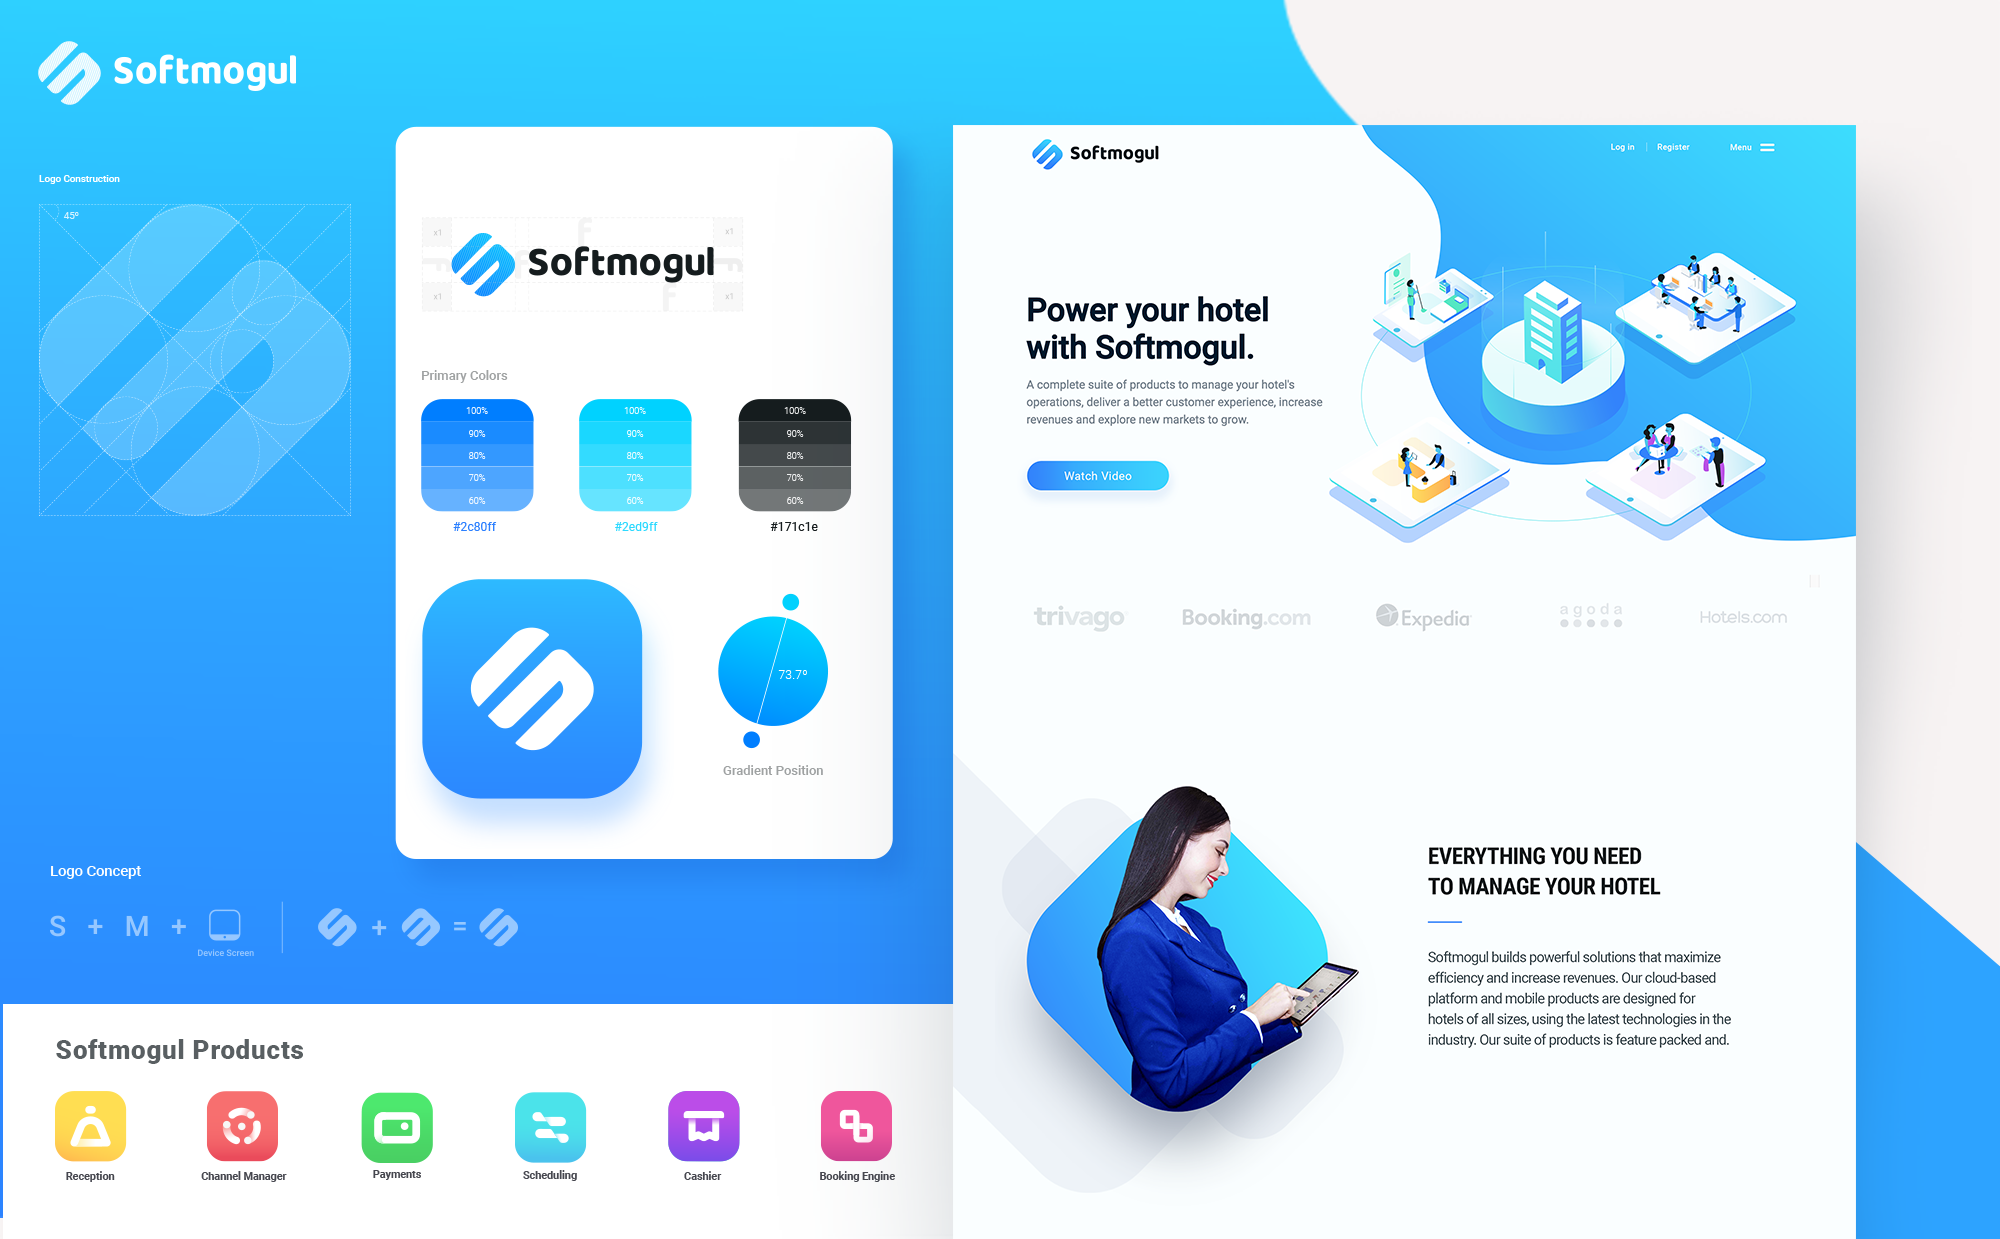 Softmogul
Logo Construction
45º
x1
x1
x1
x1
Softmogul
Primary Colors
100%
90%
80%
70%
60%
#2c80ff
100%
90%
80%
70%
60%
#2ed9ff
100%
90%
80%
70%
60%
#171c1e
73.7º
Gradient Position
Logo Concept
S + M +
Device Screen
+ =
Softmogul Products
Reception
Channel Manager
Payments
Scheduling
Cashier
Booking Engine
Softmogul
Log in | Register
Menu
Power your hotel
with Softmogul.
A complete suite of products to manage your hotel's
operations, deliver a better customer experience, increase
revenues and explore new markets to grow.
Watch Video
trivago
Booking.com
Expedia
agoda
Hotels.com
EVERYTHING YOU NEED
TO MANAGE YOUR HOTEL
Softmogul builds powerful solutions that maximize
efficiency and increase revenues. Our cloud-based
platform and mobile products are designed for
hotels of all sizes, using the latest technologies in the
industry. Our suite of products is feature packed and.